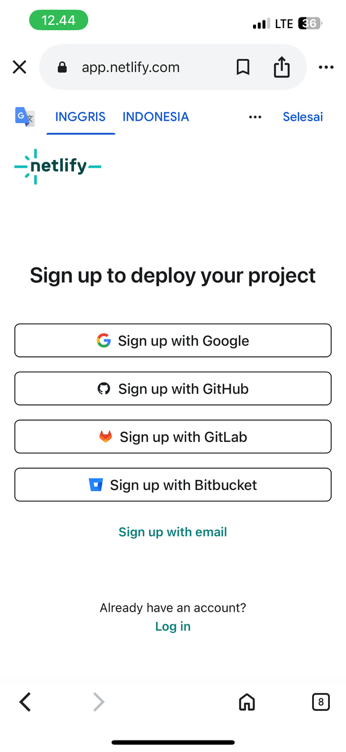 12.44
LTE 36
app.netlify.com
INGGRIS INDONESIA Selesai
netlify
Sign up to deploy your project
Sign up with Google
Sign up with GitHub
Sign up with GitLab
Sign up with Bitbucket
Sign up with email
Already have an account?
Log in
8